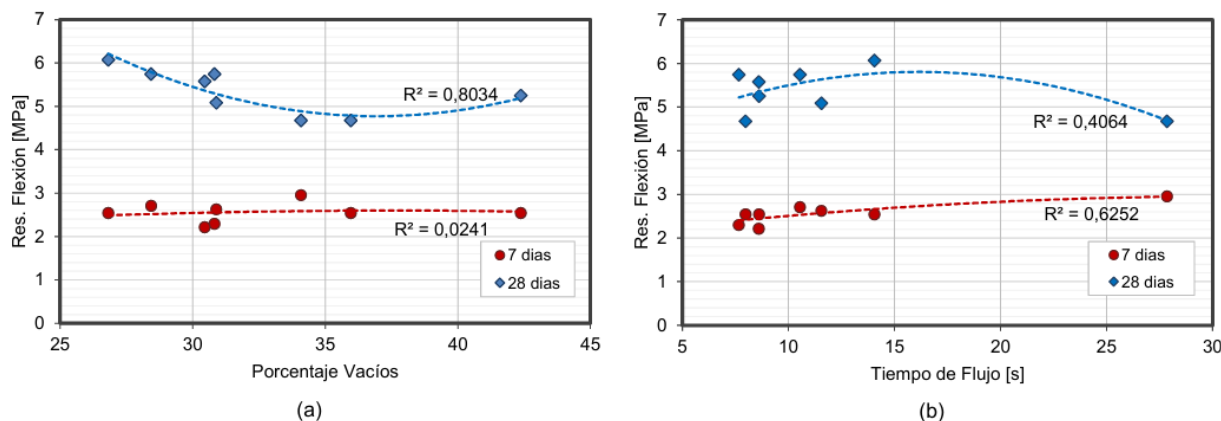 7
6
5
4
3
2
1
0
Res. Flexión [MPa]
R² = 0,8034
R² = 0,0241
7 dias
28 dias
25 30 35 40 45
Porcentaje Vacíos
(a)
7
6
5
4
3
2
1
0
Res. Flexión [MPa]
R² = 0,4064
R² = 0,6252
7 dias
28 dias
5 10 15 20 25 30
Tiempo de Flujo [s]
(b)